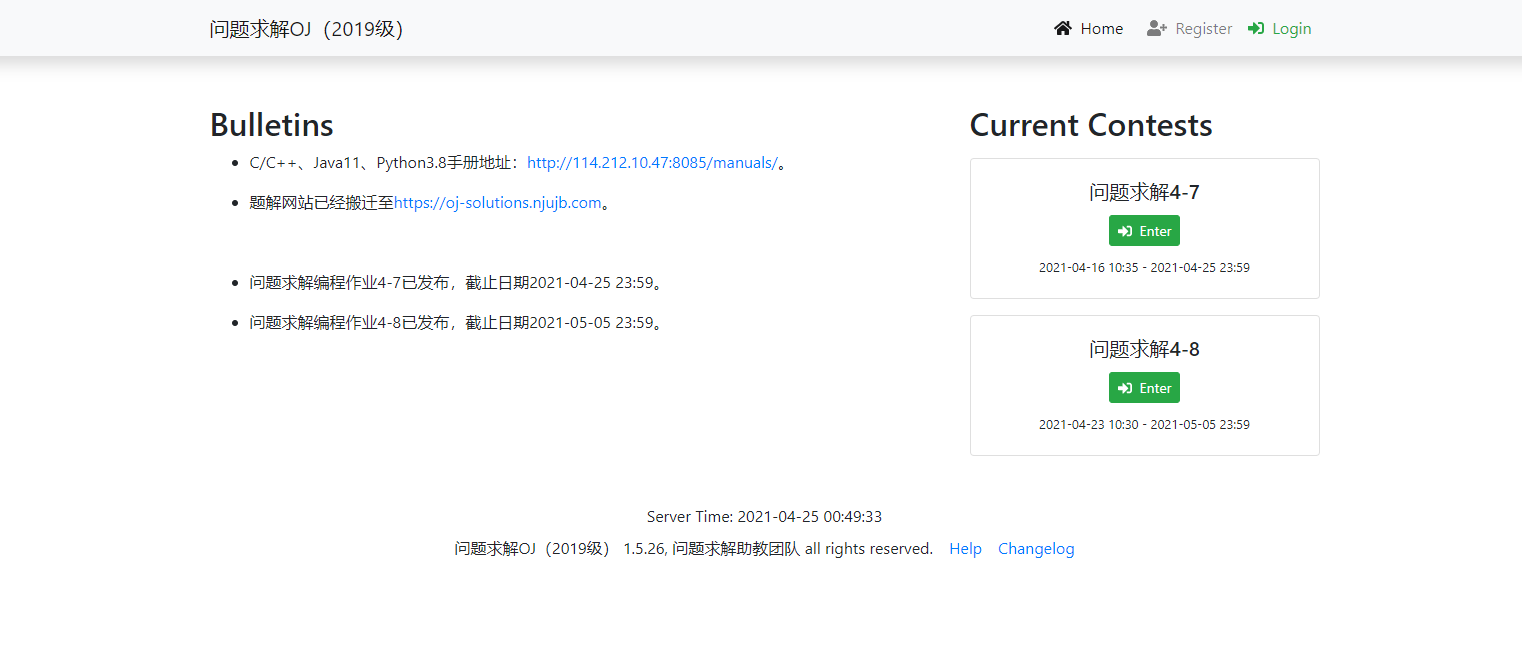 问题求解OJ（2019级）
Home Register Login
Bulletins
C/C++、Java11、Python3.8手册地址：http://114.212.10.47:8085/manuals/。
题解网站已经搬迁至https://oj-solutions.njujb.com。
问题求解编程作业4-7已发布，截止日期2021-04-25 23:59。
问题求解编程作业4-8已发布，截止日期2021-05-05 23:59。
Current Contests
问题求解4-7
Enter
2021-04-16 10:35 - 2021-04-25 23:59
问题求解4-8
Enter
2021-04-23 10:30 - 2021-05-05 23:59
Server Time: 2021-04-25 00:49:33
问题求解OJ（2019级） 1.5.26, 问题求解助教团队 all rights reserved. Help Changelog